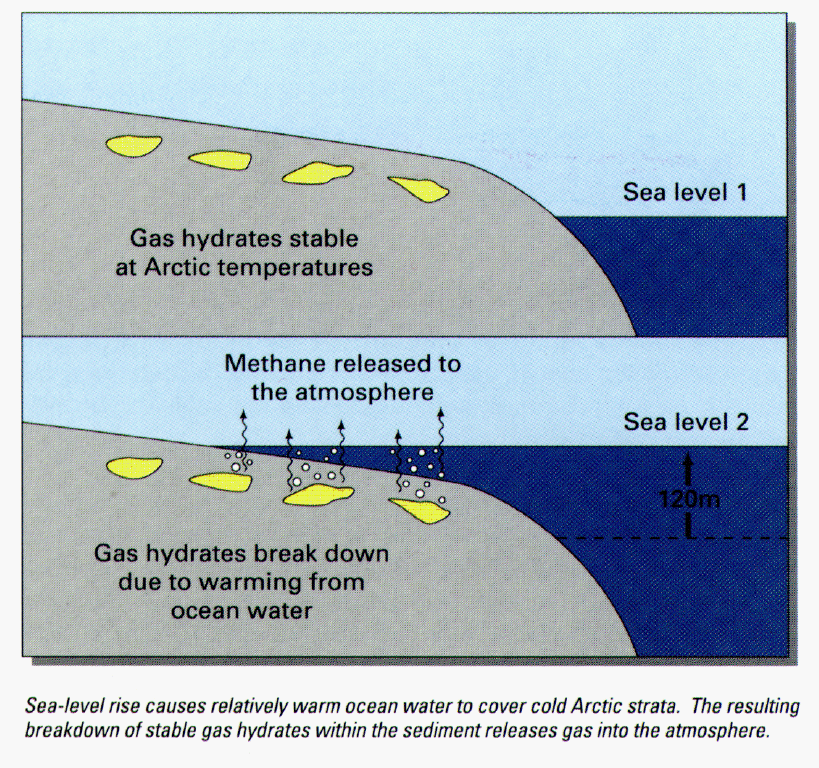 Sea level 1
Gas hydrates stable
at Arctic temperatures
Methane released to
the atmosphere
Sea level 2
120m
Gas hydrates break down
due to warming from
ocean water
Sea-level rise causes relatively warm ocean water to cover cold Arctic strata. The resulting
breakdown of stable gas hydrates within the sediment releases gas into the atmosphere.